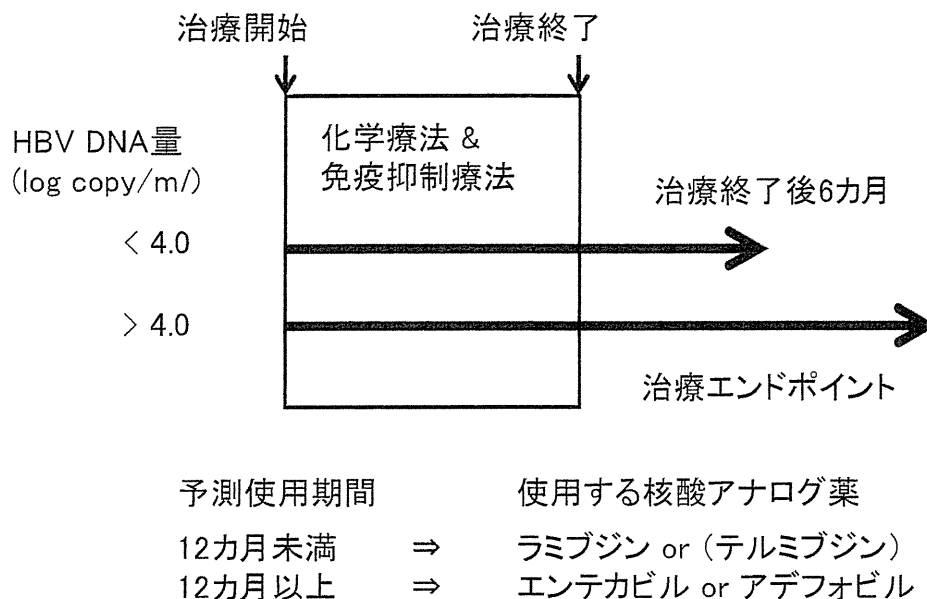 治療開始 治療終了
HBV DNA量
(log copy/m/)
化学療法 &
免疫抑制療法
治療終了後6カ月
< 4.0
> 4.0
治療エンドポイント
予測使用期間 使用する核酸アナログ薬
12カ月未満 ⇒ ラミブジン or (テルミブジン)
12カ月以上 ⇒ エンテカビル or アデフォビル